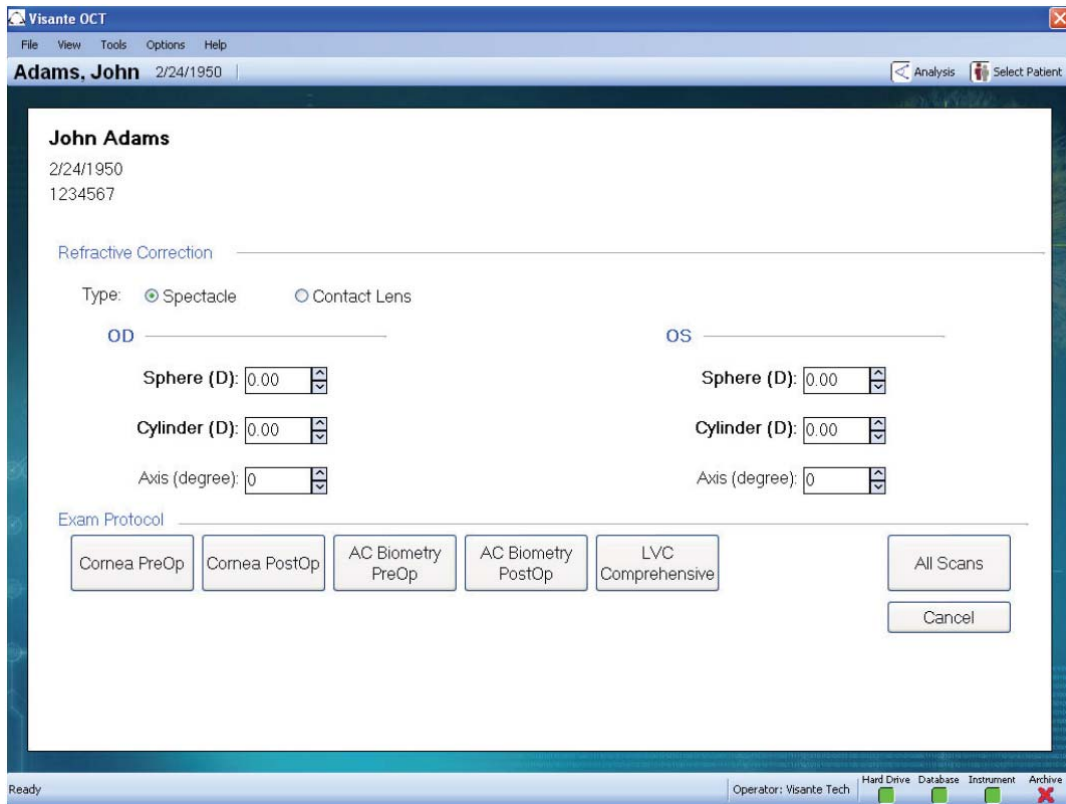 Visante OCT
File View Tools Options Help
Adams, John 2/24/1950 Analysis Select Patient
John Adams
2/24/1950
1234567
Refractive Correction
Type: Spectacle Contact Lens
OD OS
Sphere (D): 0.00 Sphere (D): 0.00
Cylinder (D): 0.00 Cylinder (D): 0.00
Axis (degree): 0 Axis (degree): 0
Exam Protocol
Cornea PreOp Cornea PostOp AC Biometry PreOp AC Biometry PostOp LVC Comprehensive All Scans
Cancel
Ready Operator: Visante Tech Hard Drive Database Instrument Archive